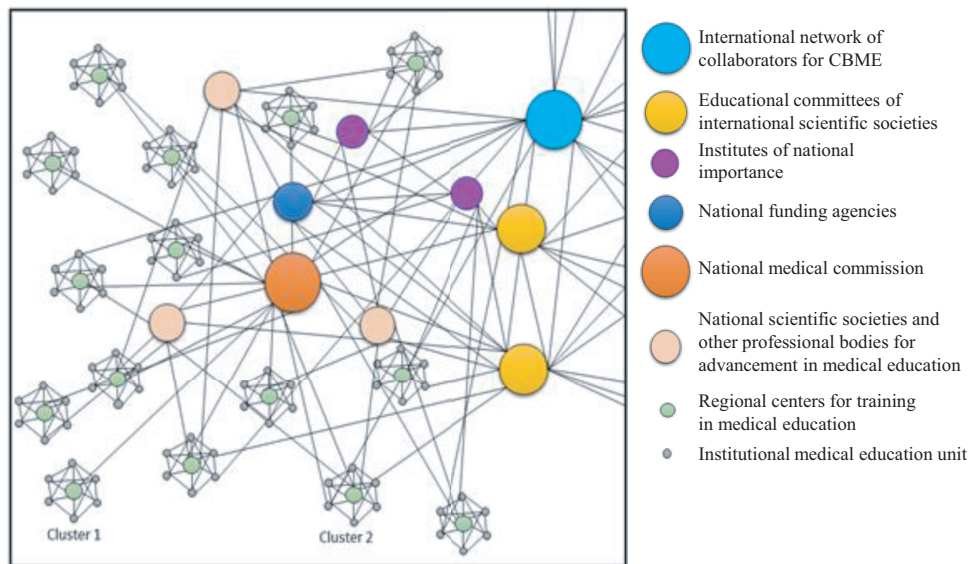 International network of
collaborators for CBME
Educational committees of
international scientific societies
Institutes of national
importance
National funding agencies
National medical commission
National scientific societies and
other professional bodies for
advancement in medical education
Regional centers for training
in medical education
Institutional medical education unit
Cluster 1
Cluster 2